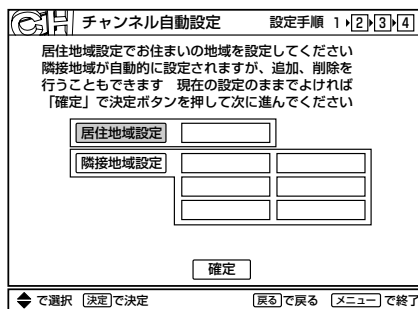 CH チャンネル自動設定 設定手順 1 2 3 4
居住地域設定でお住まいの地域を設定してください
隣接地域が自動的に設定されますが、追加、削除を
行うこともできます 現在の設定のままでよければ
「確定」で決定ボタンを押して次に進んでください
居住地域設定
隣接地域設定
確定
で選択 決定で決定 戻るで戻る メニューで終了